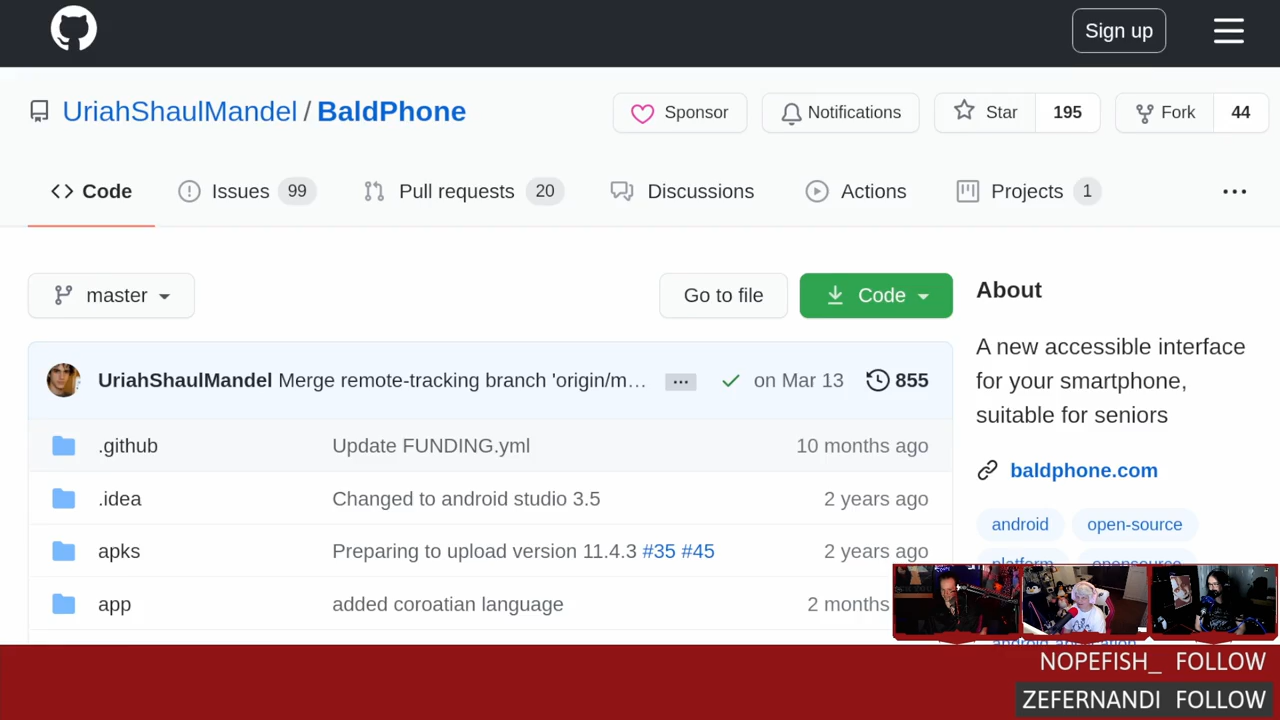 Sign up
UriahShaulMandel / BaldPhone
Sponsor
Notifications
Star 195
Fork 44
Code
Issues 99
Pull requests 20
Discussions
Actions
Projects 1
master
Go to file
Code
About
A new accessible interface
for your smartphone,
suitable for seniors
UriahShaulMandel Merge remote-tracking branch 'origin/m… ... on Mar 13 855
.github Update FUNDING.yml 10 months ago
baldphone.com
.idea Changed to android studio 3.5 2 years ago
android open-source
apks Preparing to upload version 11.4.3 #35 #45 2 years ago
platform opensource
app added coroatian language 2 months
NOPEFISH_ FOLLOW
ZEFERNANDI FOLLOW